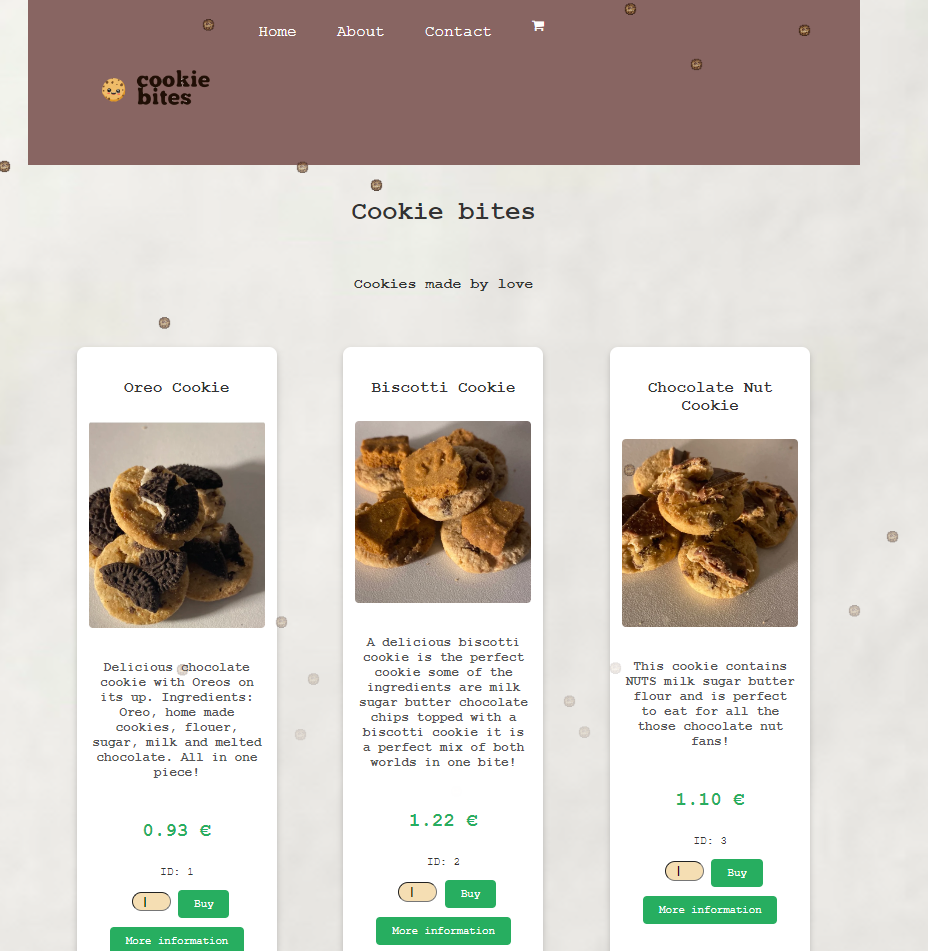 Home About Contact
cookie
bites
Cookie bites
Cookies made by love
Oreo Cookie
Delicious chocolate
cookie with Oreos on
its up. Ingredients:
Oreo, home made
cookies, flouer,
sugar, milk and melted
chocolate. All in one
piece!
0.93 €
ID: 1
Buy
More information
Biscotti Cookie
A delicious biscotti
cookie is the perfect
cookie some of the
ingredients are milk
sugar butter chocolate
chips topped with a
biscotti cookie it is
a perfect mix of both
worlds in one bite!
1.22 €
ID: 2
Buy
More information
Chocolate Nut
Cookie
This cookie contains
NUTS milk sugar butter
flour and is perfect
to eat for all the
those chocolate nut
fans!
1.10 €
ID: 3
Buy
More information